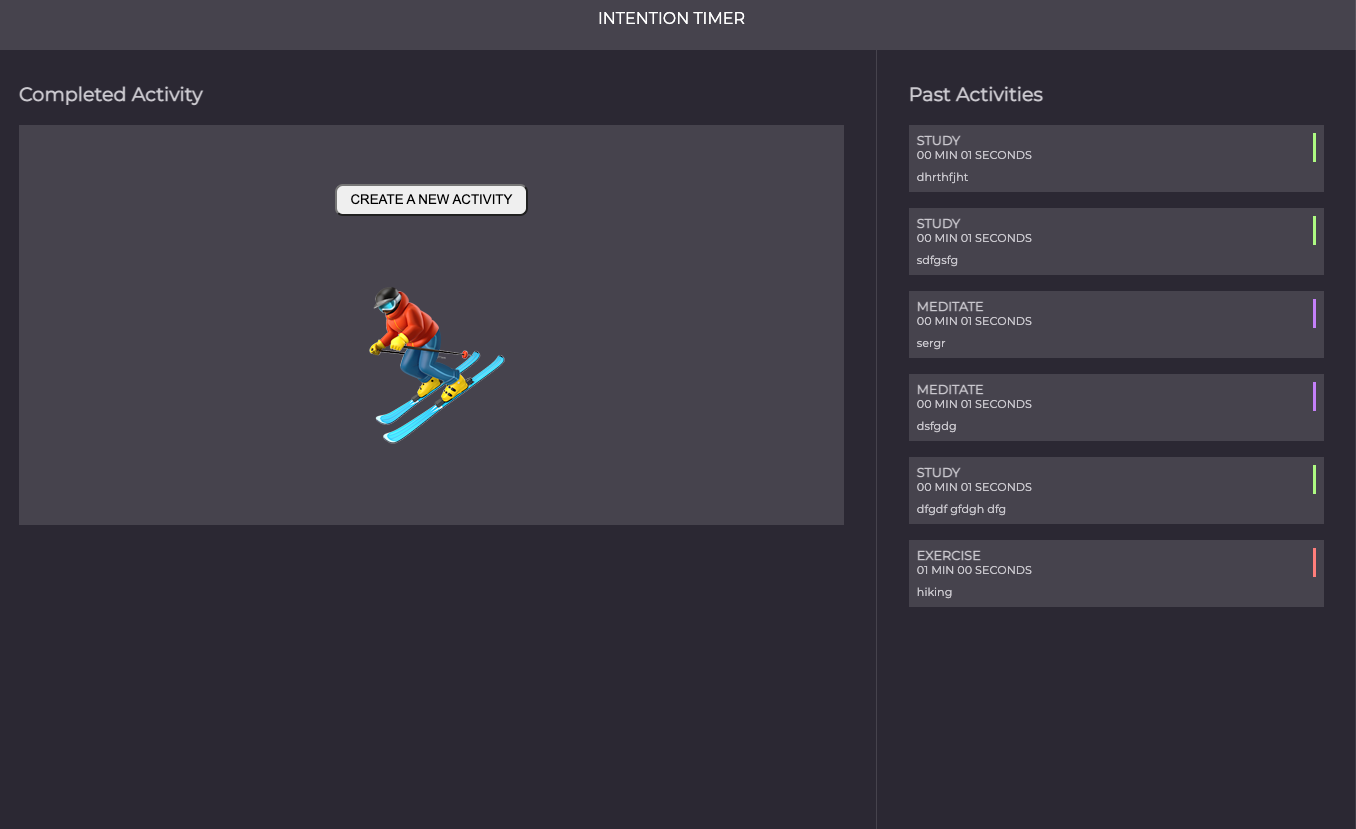 INTENTION TIMER
Completed Activity
CREATE A NEW ACTIVITY
Past Activities
STUDY
00 MIN 01 SECONDS
dhrthfjht
STUDY
00 MIN 01 SECONDS
sdfgsfg
MEDITATE
00 MIN 01 SECONDS
sergr
MEDITATE
00 MIN 01 SECONDS
dsfgdg
STUDY
00 MIN 01 SECONDS
dfgdf gfdgh dfg
EXERCISE
01 MIN 00 SECONDS
hiking